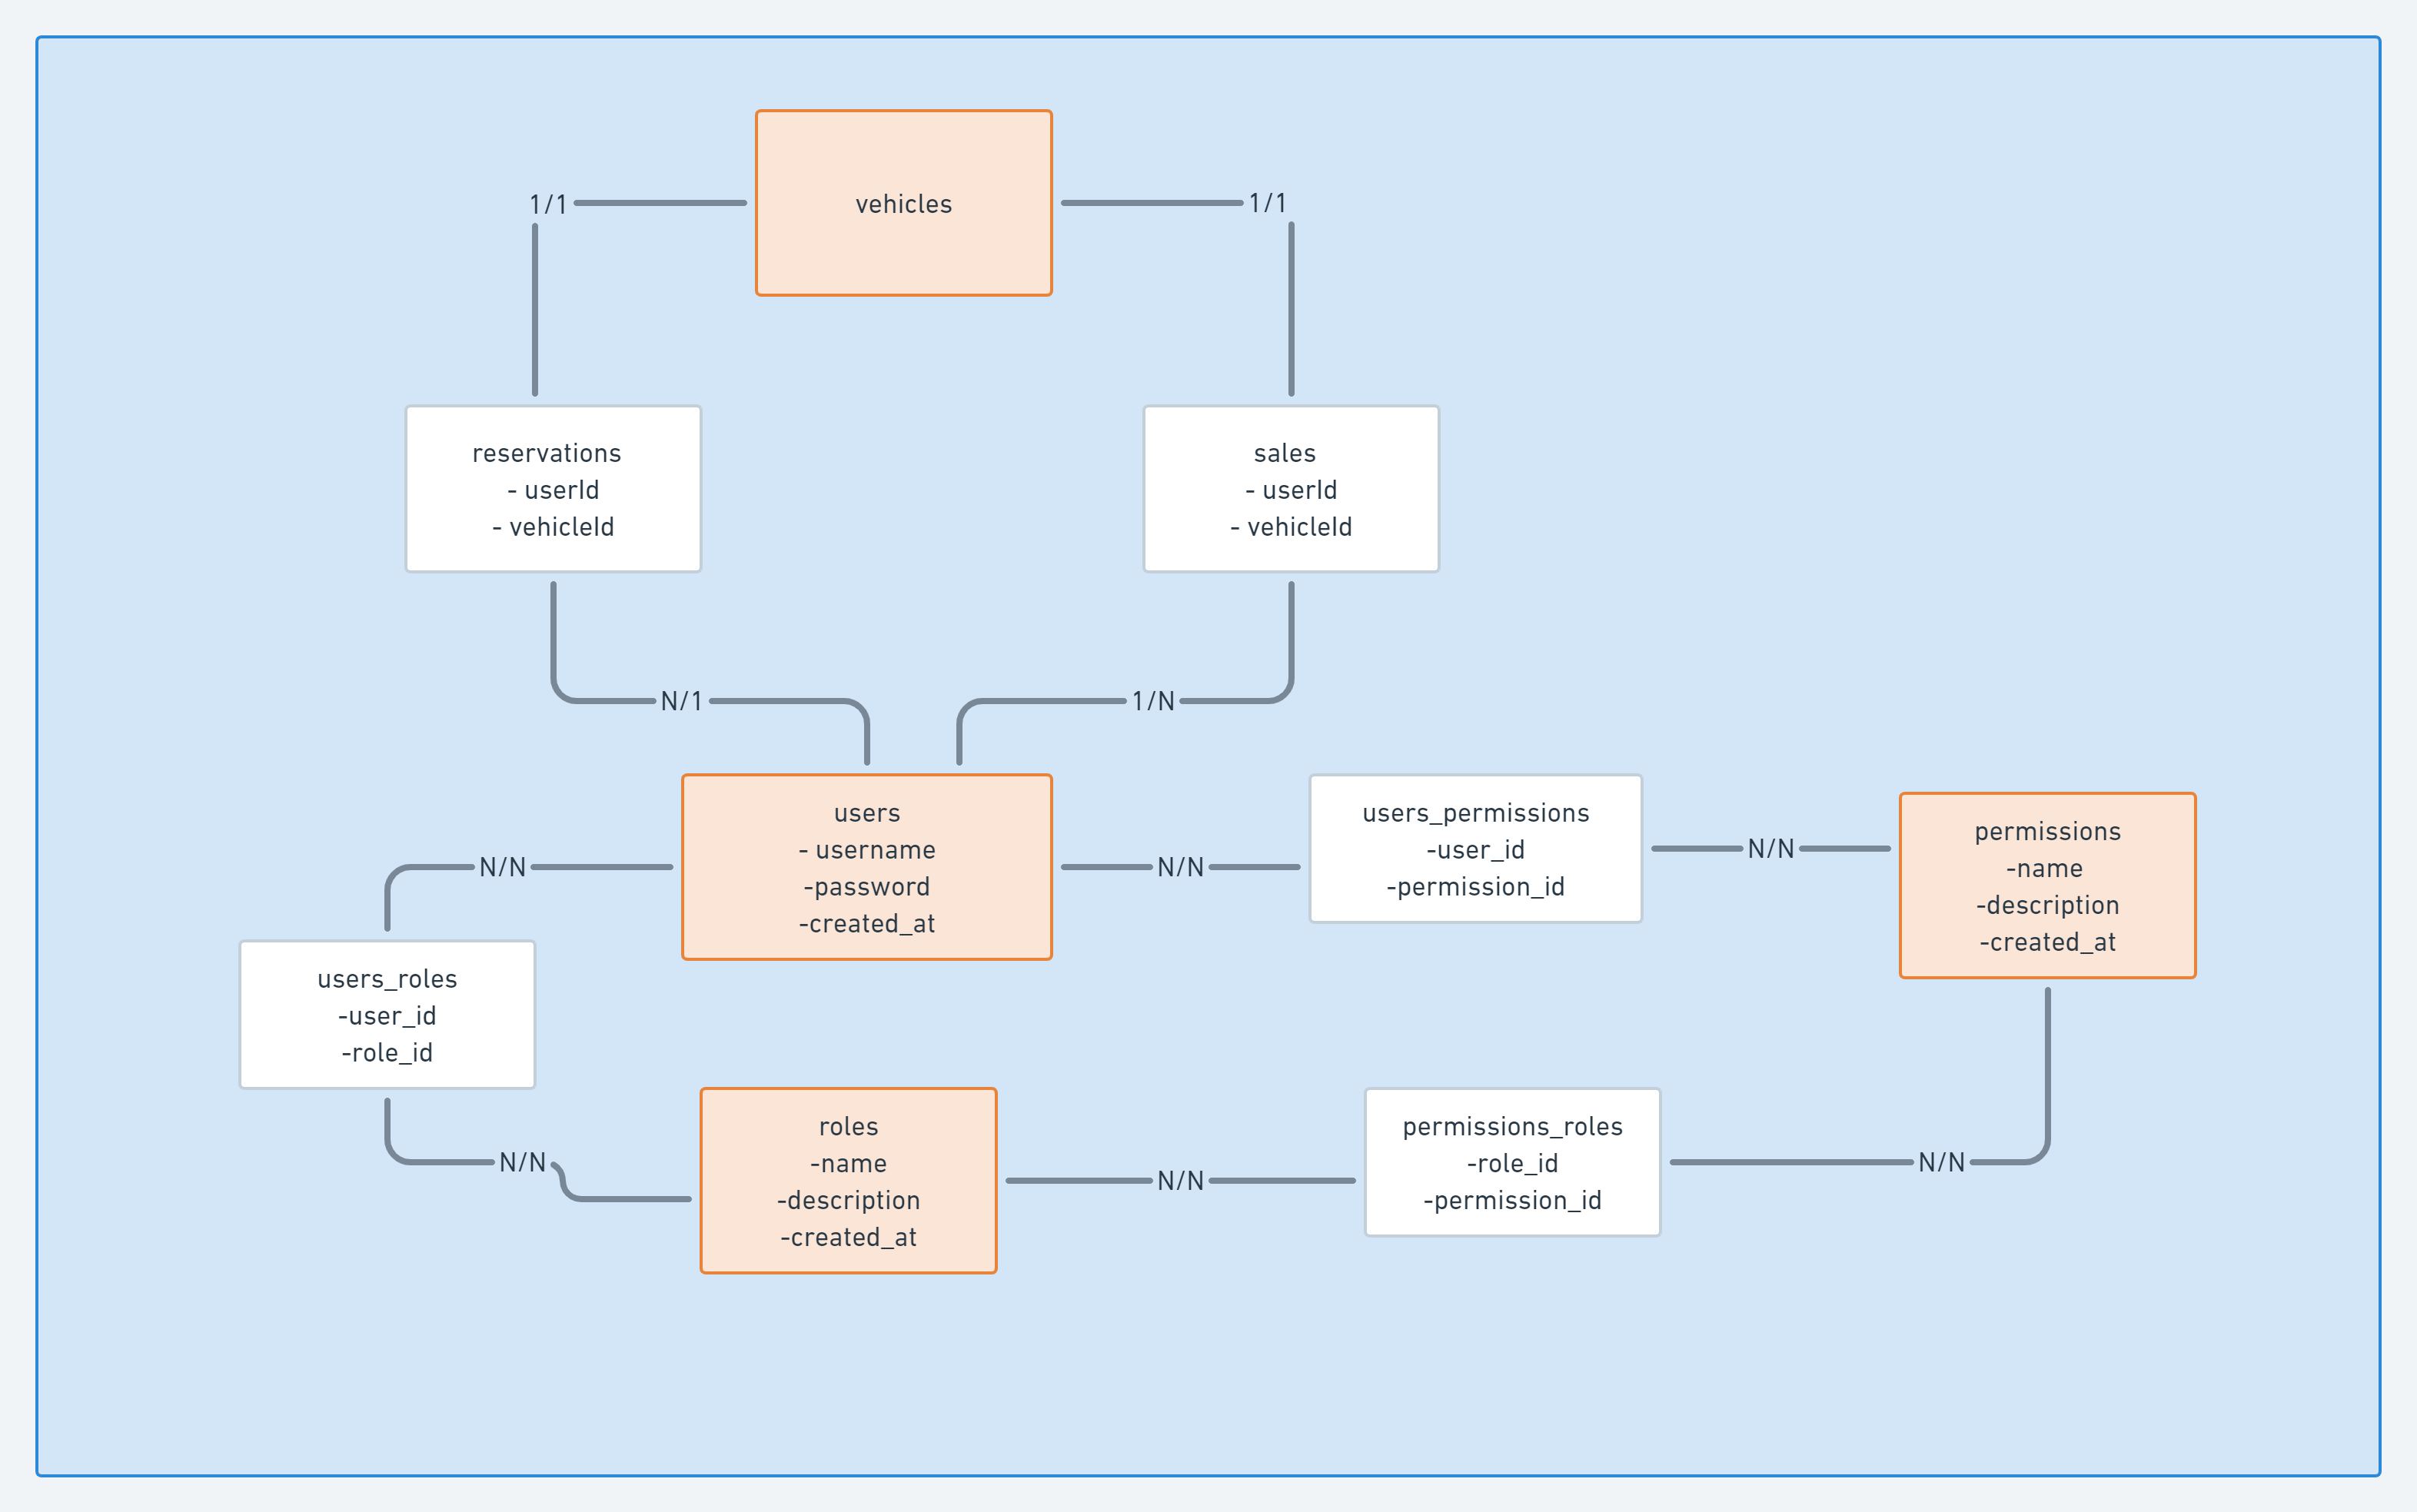 vehicles
1/1
1/1
reservations
- userId
- vehicleId
sales
- userId
- vehicleId
N/1
1/N
users
- username
-password
-created_at
N/N
N/N
users_permissions
-user_id
-permission_id
N/N
permissions
-name
-description
-created_at
users_roles
-user_id
-role_id
N/N
roles
-name
-description
-created_at
N/N
permissions_roles
-role_id
-permission_id
N/N